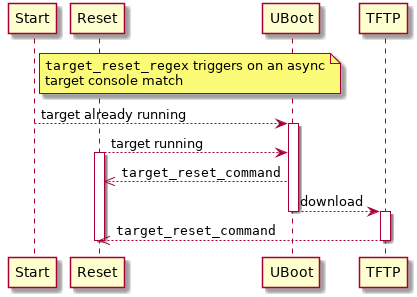 Start Reset UBoot TFTP
target_reset_regex triggers on an async
target console match
target already running
target running
target_reset_command
download
target_reset_command
Start Reset UBoot TFTP